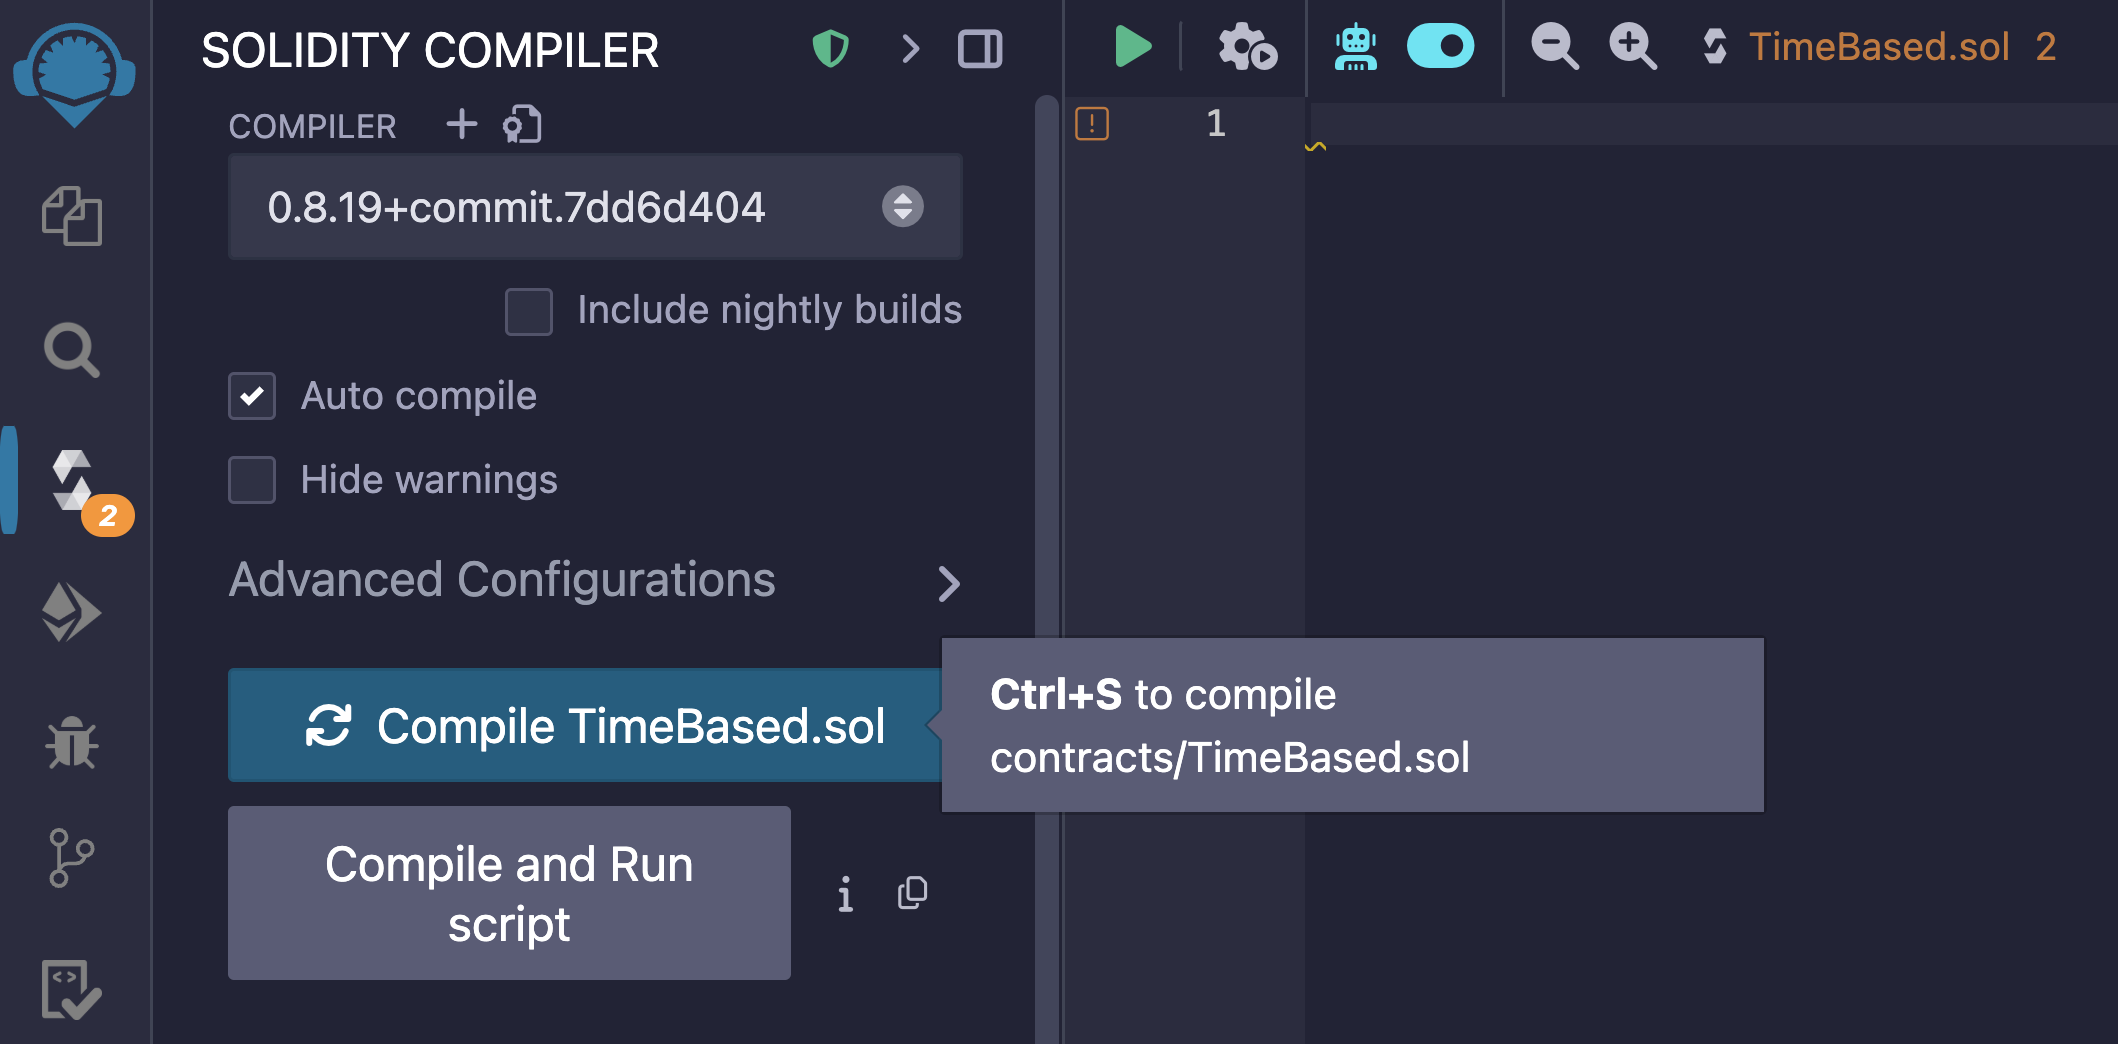 SOLIDITY COMPILER
COMPILER
0.8.19+commit.7dd6d404
Include nightly builds
Auto compile
Hide warnings
Advanced Configurations
Compile TimeBased.sol
Compile and Run
script
2
TimeBased.sol 2
1
Ctrl+S to compile
contracts/TimeBased.sol